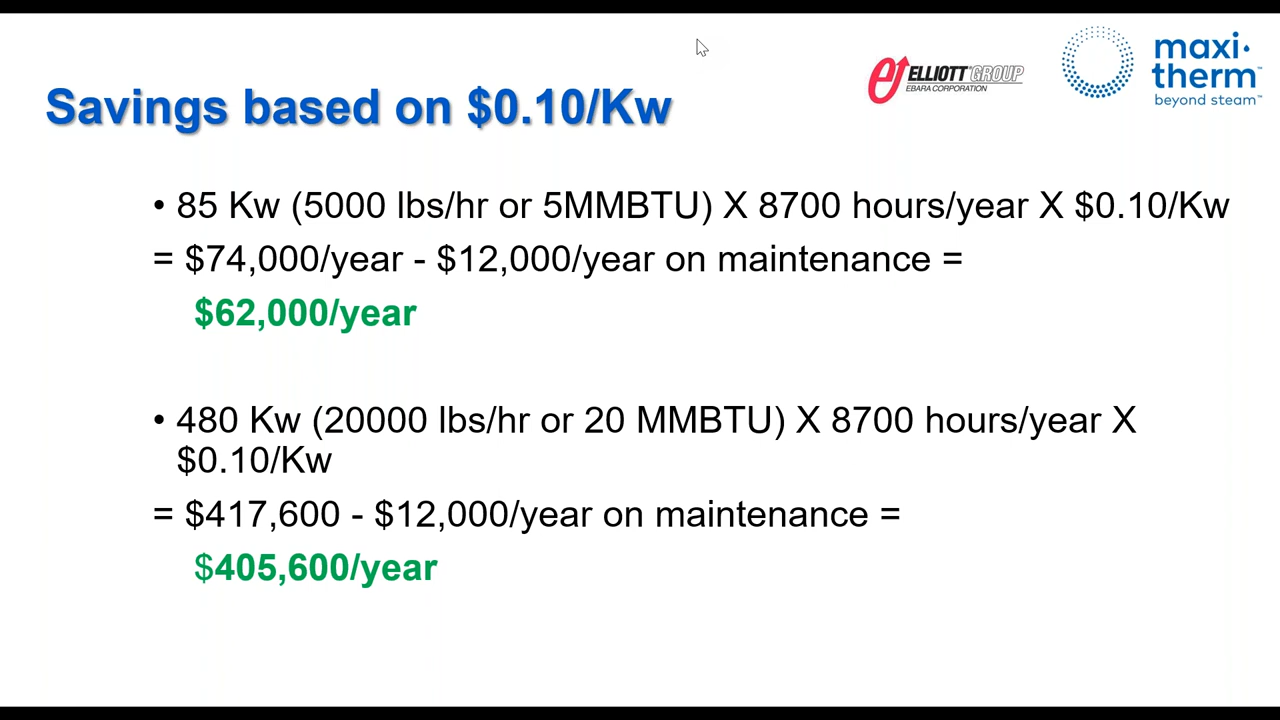 ELLIOTT GROUP
EBARA CORPORATION
maxi
therm™
beyond steam™
Savings based on $0.10/Kw
• 85 Kw (5000 lbs/hr or 5MMBTU) X 8700 hours/year X $0.10/Kw
= $74,000/year - $12,000/year on maintenance =
$62,000/year
• 480 Kw (20000 lbs/hr or 20 MMBTU) X 8700 hours/year X
$0.10/Kw
= $417,600 - $12,000/year on maintenance =
$405,600/year